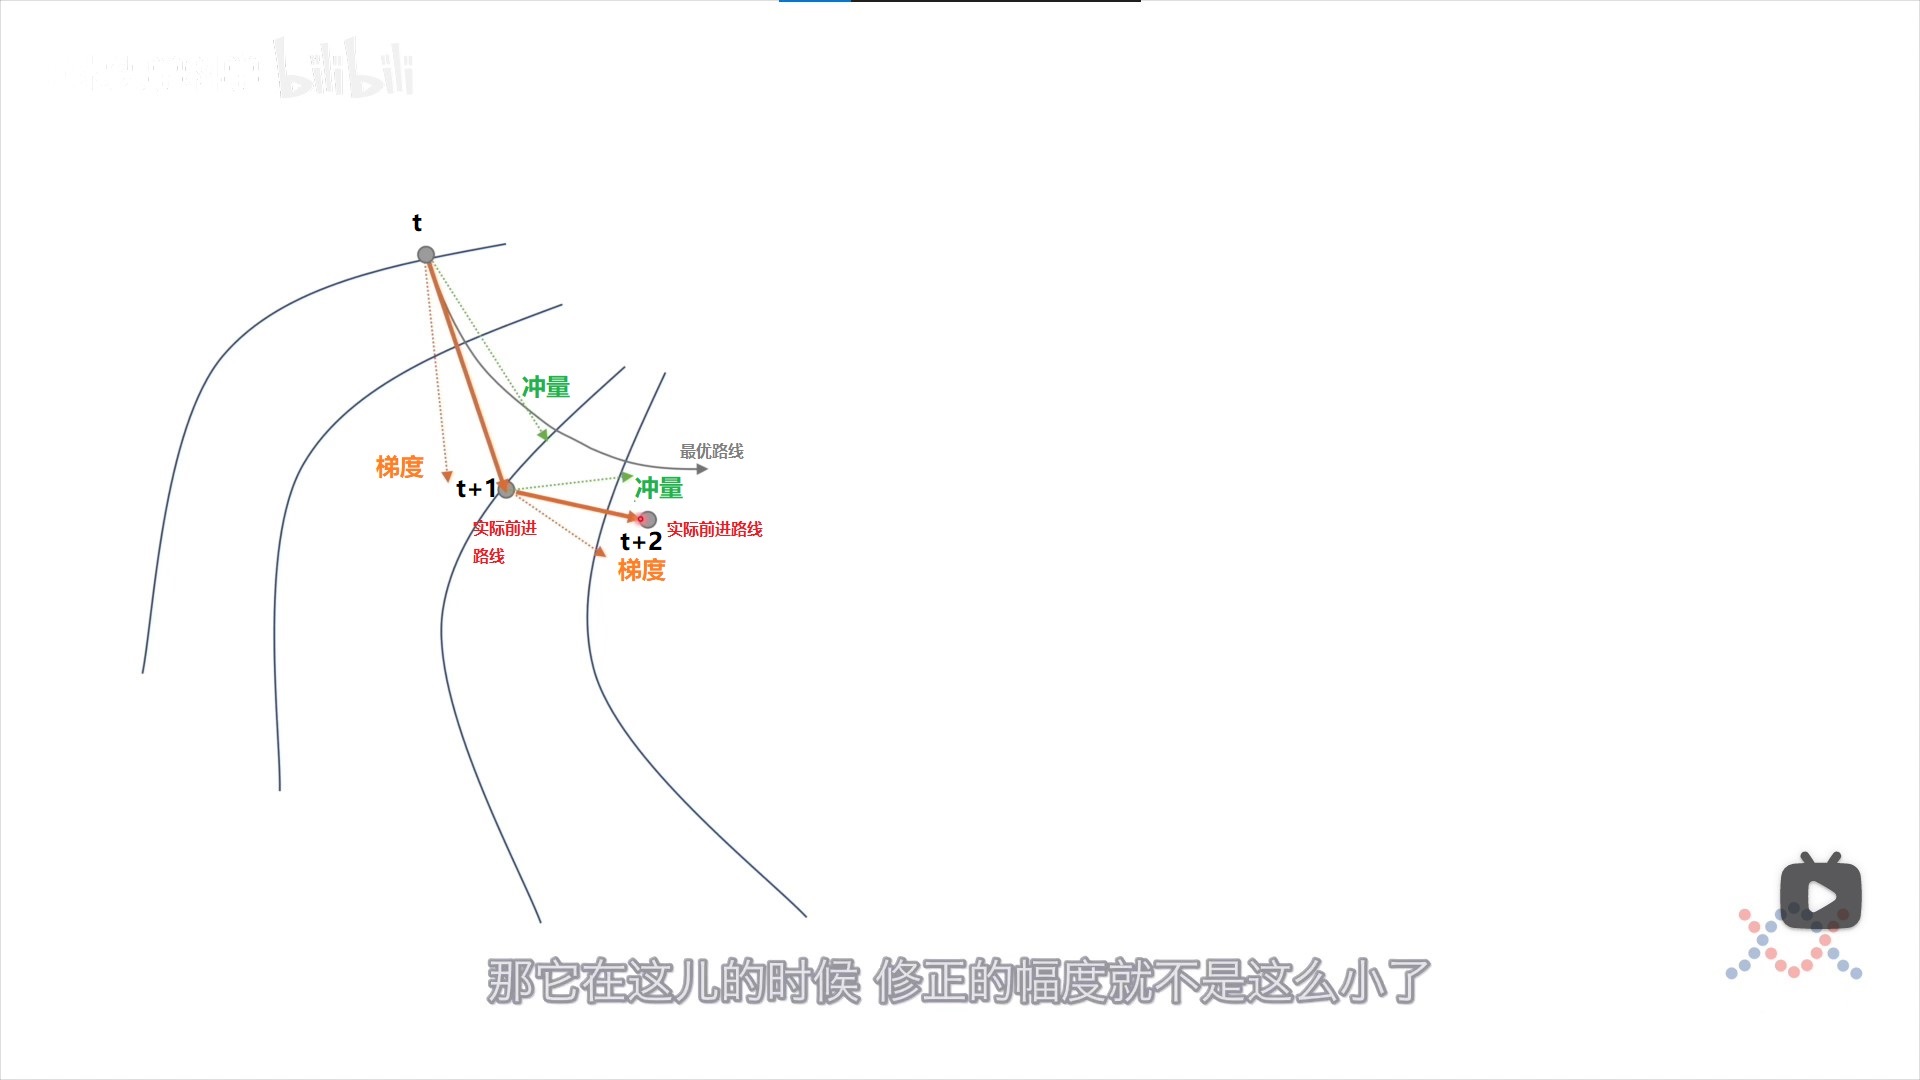 bilibili
t
冲量
最优路线
梯度
t+1
冲量
实际前进
路线
实际前进路线
t+2
梯度
那它在这儿的时候 修正的幅度就不是这么小了